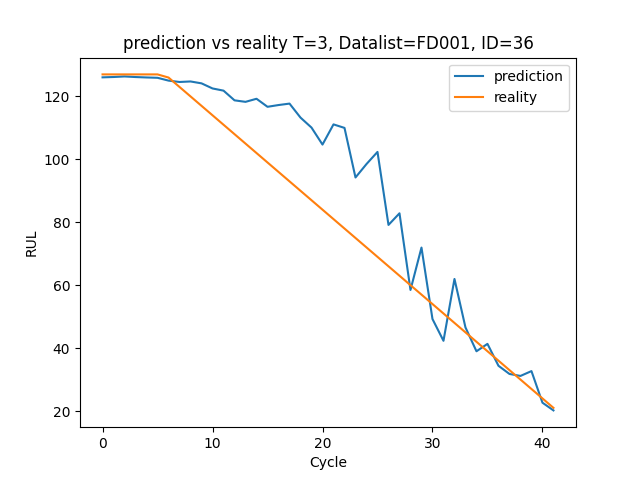 prediction vs reality T=3, Datalist=FD001, ID=36
prediction
reality
120
100
80
60
40
20
RUL
0 10 20 30 40
Cycle